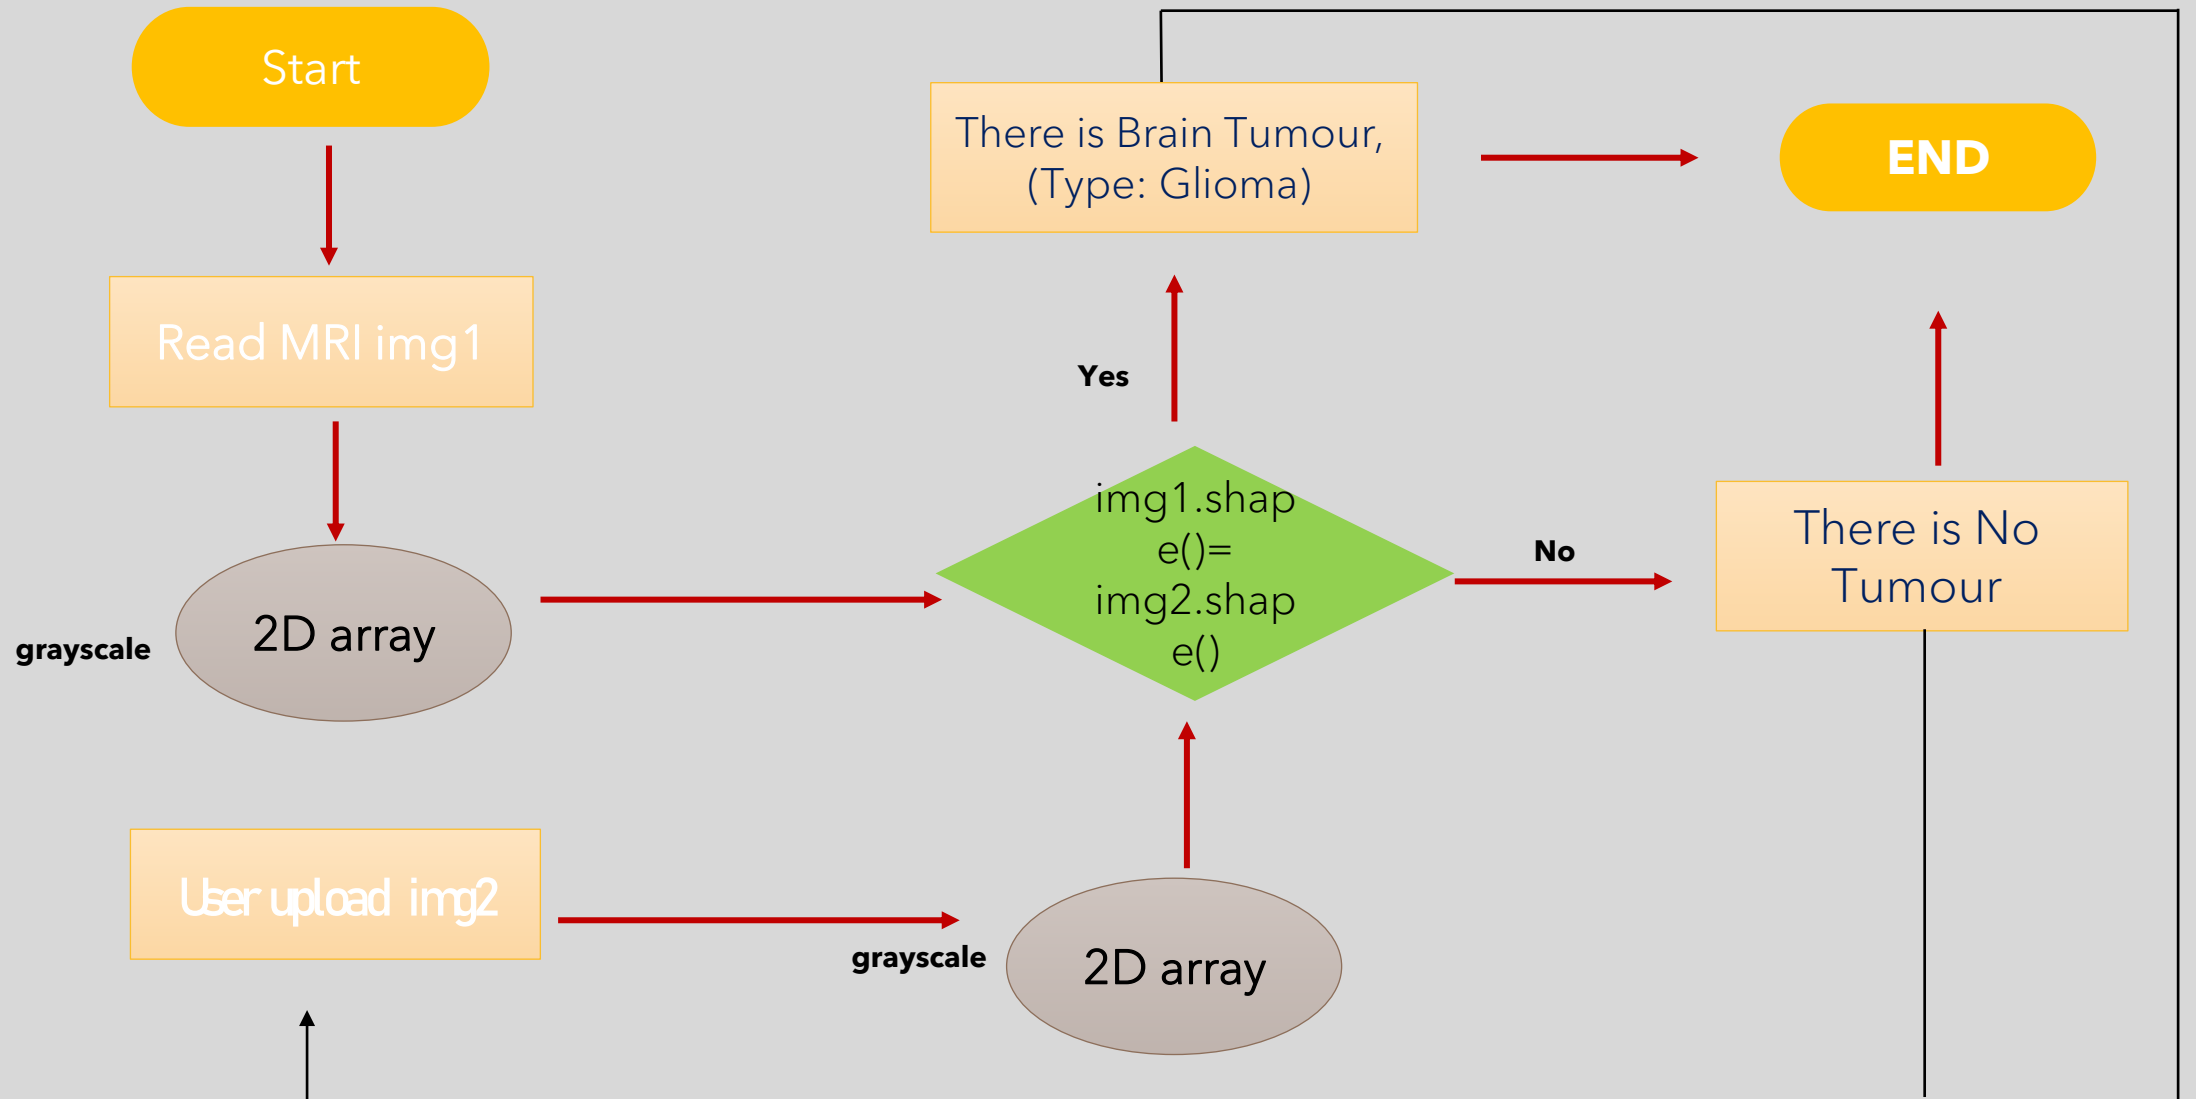 Start
There is Brain Tumour,
(Type: Glioma)
END
Read MRI img1
Yes
img1.shap
e()=
img2.shap
e()
No
There is No
Tumour
grayscale
2D array
User upload img2
grayscale
2D array